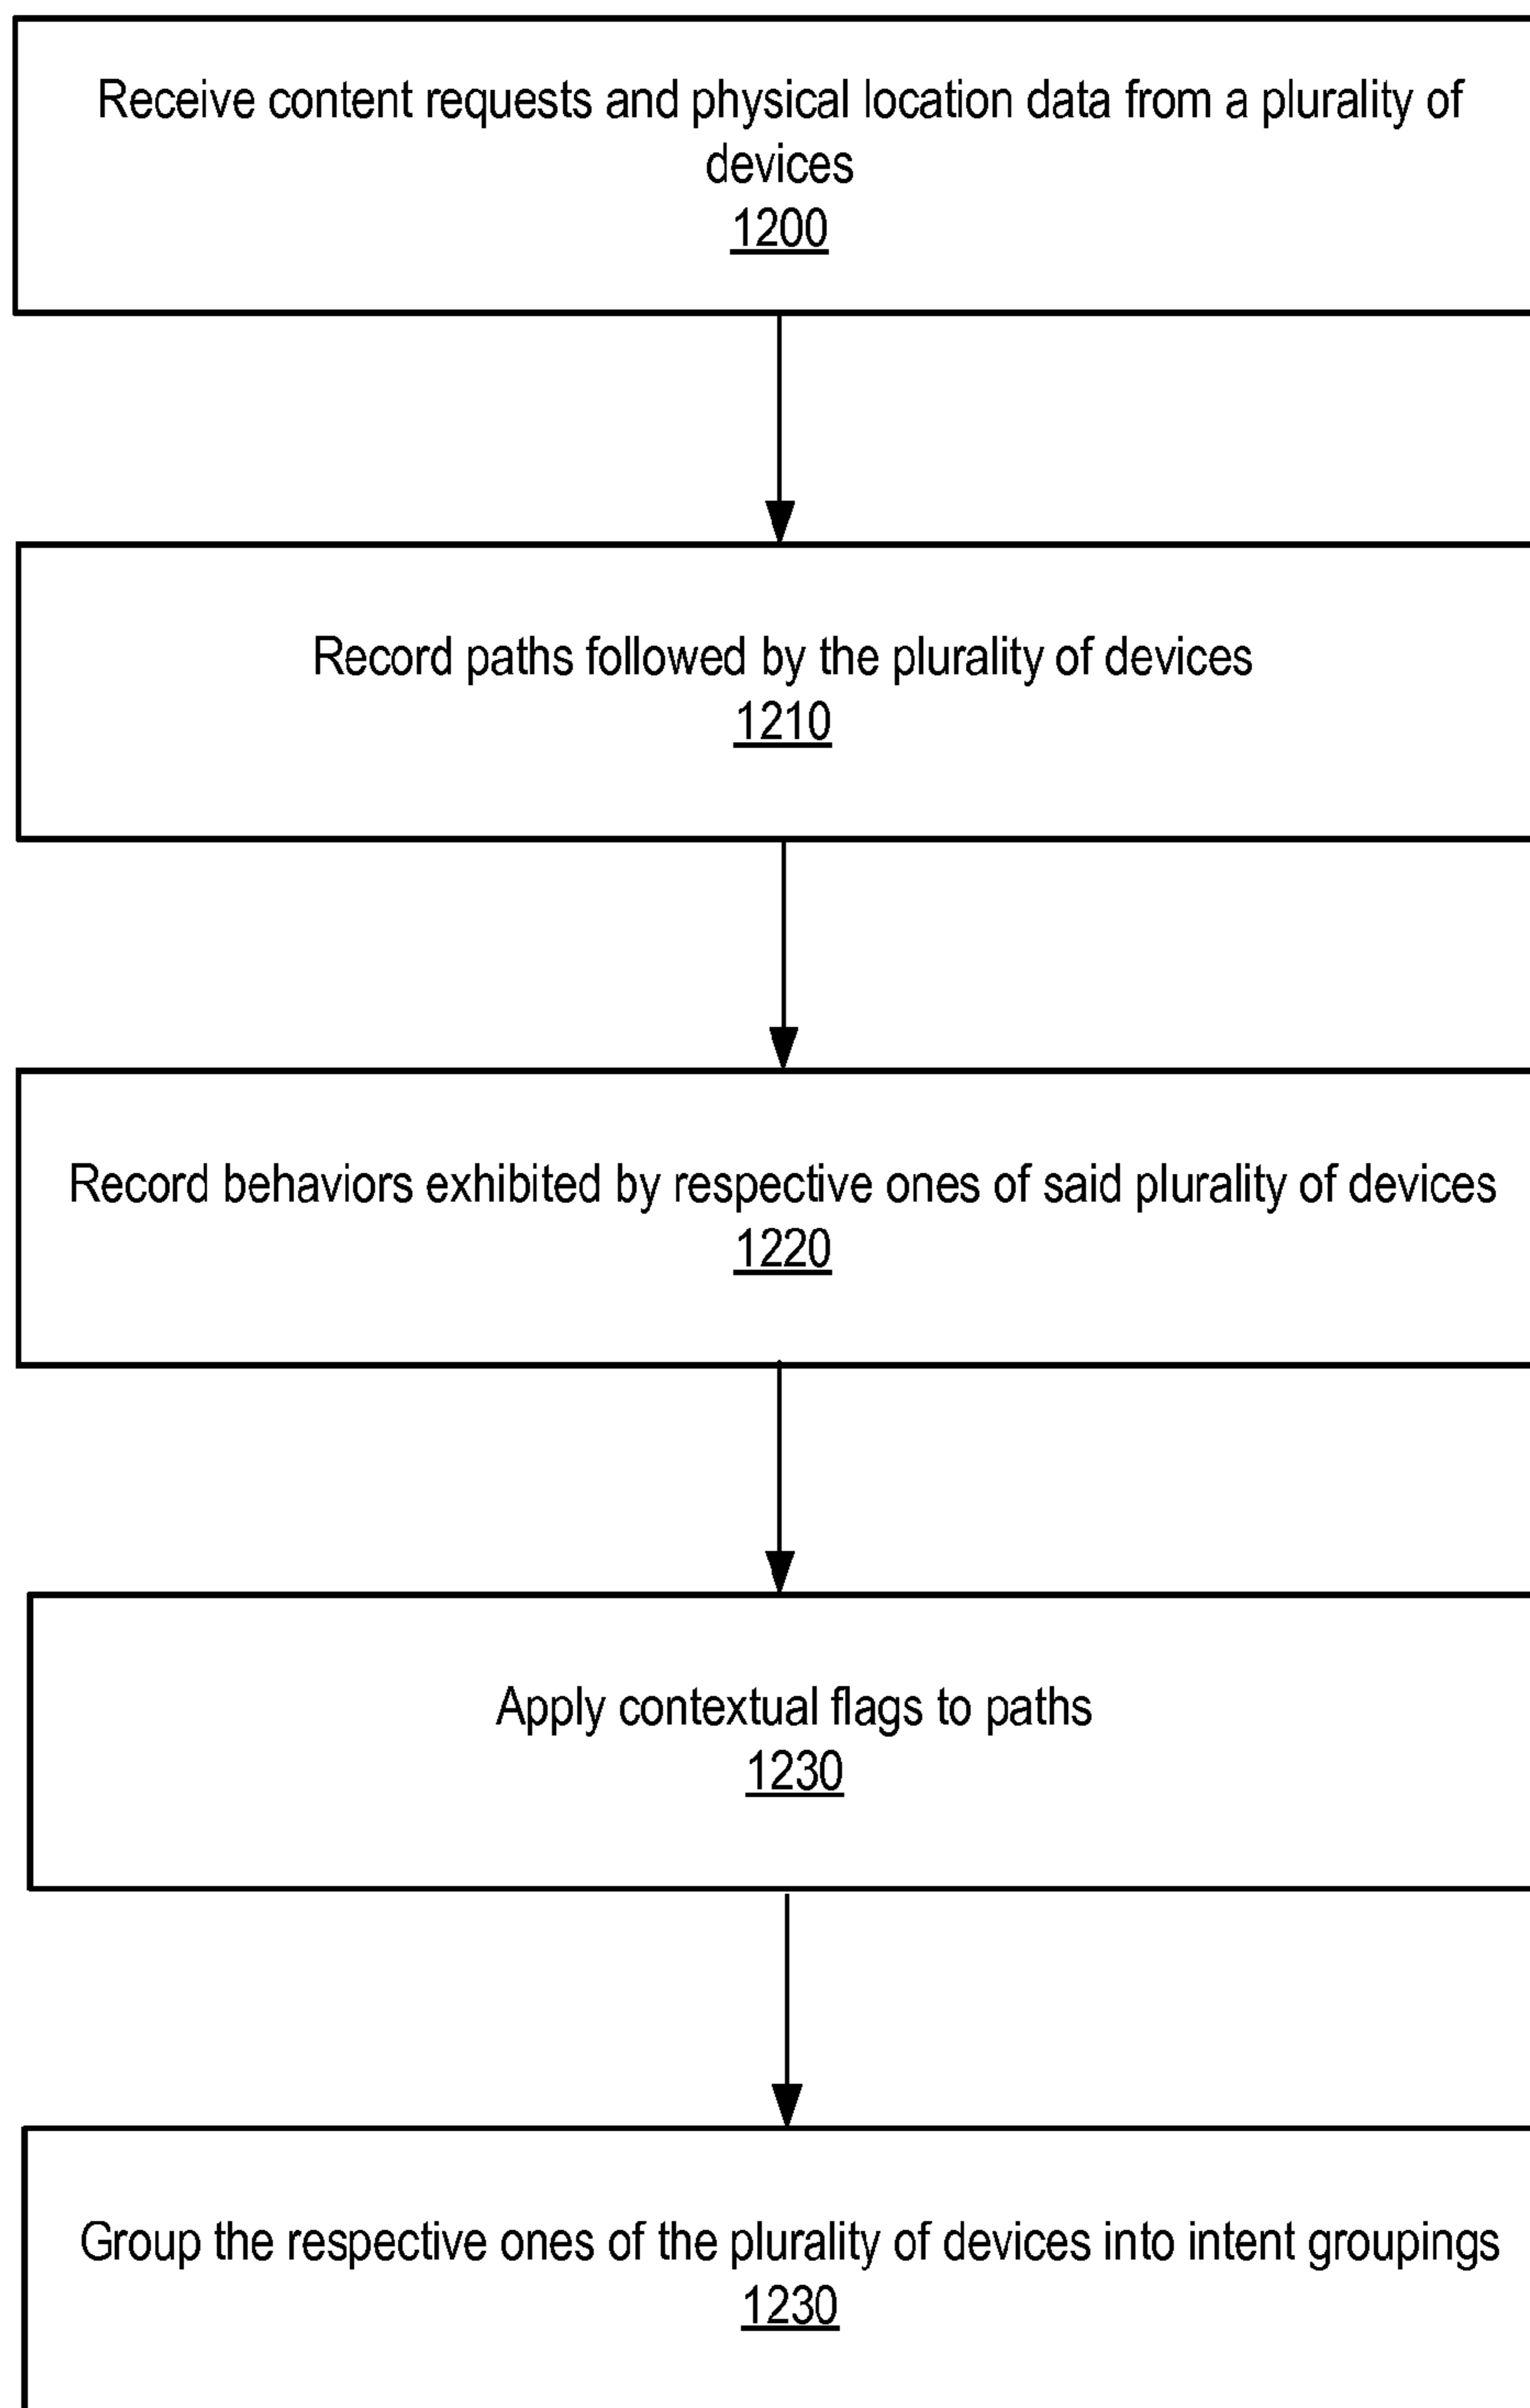 Receive content requests and physical location data from a plurality of
devices
1200
Record paths followed by the plurality of devices
1210
Record behaviors exhibited by respective ones of said plurality of devices
1220
Apply contextual flags to paths
1230
Group the respective ones of the plurality of devices into intent groupings
1230